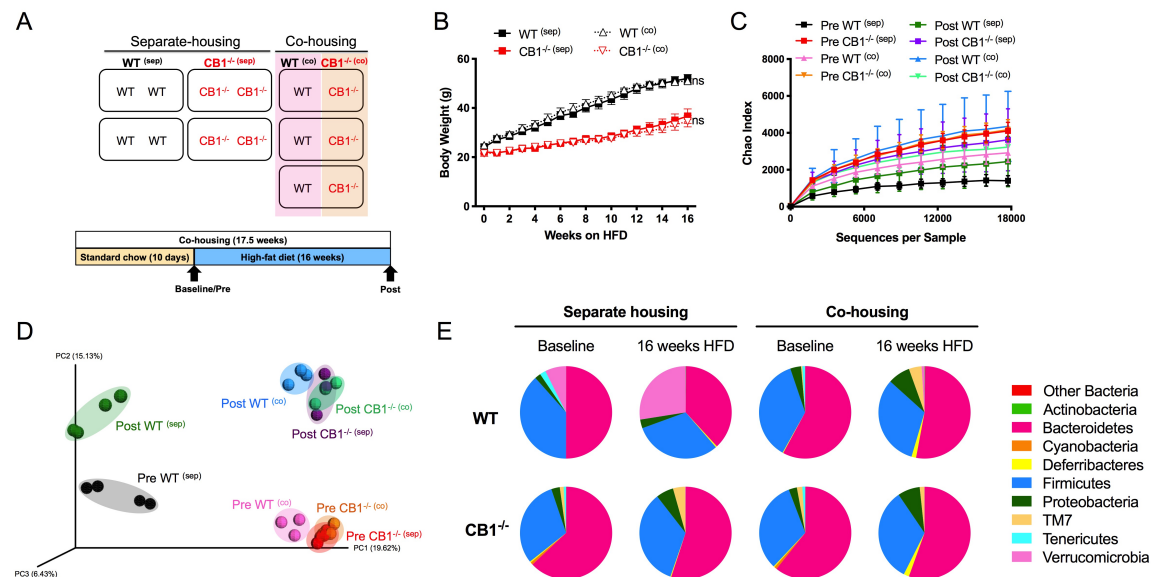 A
Separate-housing
Co-housing
WT (sep)
CB1-/- (sep)
WT (co)
CB1-/- (co)
WT WT
CB1-/- CB1-/-
WT
CB1-/-
WT WT
CB1-/- CB1-/-
WT
CB1-/-
WT
CB1-/-
Co-housing (17.5 weeks)
Standard chow (10 days)
High-fat diet (16 weeks)
Baseline/Pre
Post
B
WT (sep)
WT (co)
CB1-/- (sep)
CB1-/- (co)
Body Weight (g)
60
40
20
0
ns
ns
0 2 4 6 8 10 12 14 16
Weeks on HFD
C
Pre WT (sep)
Post WT (sep)
Pre CB1-/- (sep)
Post CB1-/- (sep)
Pre WT (co)
Post WT (co)
Pre CB1-/- (co)
Post CB1-/- (co)
Chao Index
8000
6000
4000
2000
0
0 6000 12000 18000
Sequences per Sample
D
PC2 (15.13%)
Post WT (co)
Post CB1-/- (co)
Post WT (sep)
Post CB1-/- (sep)
Pre WT (sep)
Pre WT (co)
Pre CB1-/- (co)
Pre CB1-/- (sep)
PC1 (19.62%)
PC3 (6.43%)
E
Separate housing
Co-housing
Baseline
16 weeks HFD
Baseline
16 weeks HFD
WT
CB1-/-
Other Bacteria
Actinobacteria
Bacteroidetes
Cyanobacteria
Deferribacteres
Firmicutes
Proteobacteria
TM7
Tenericutes
Verrucomicrobia